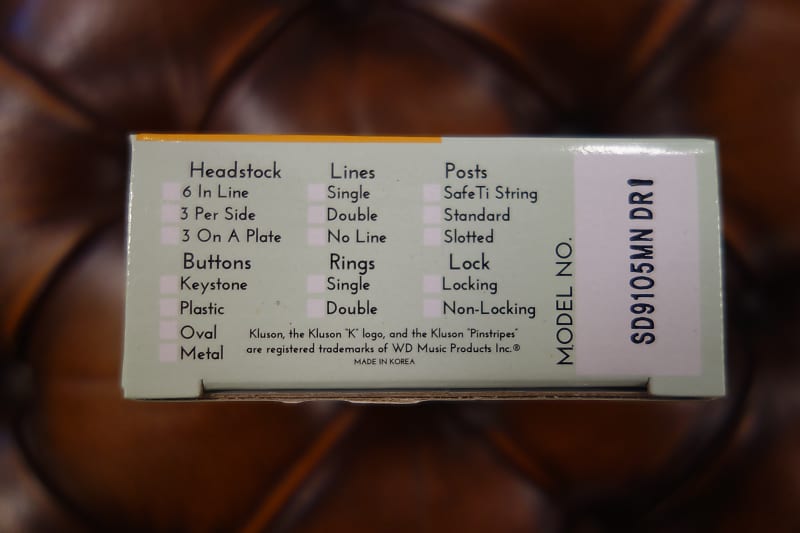 Headstock
6 In Line
3 Per Side
3 On A Plate
Buttons
Keystone
Plastic
Oval
Metal
Lines
Single
Double
No Line
Rings
Single
Double
Posts
SafeTi String
Standard
Slotted
Lock
Locking
Non-Locking
Kluson, the Kluson "K" logo, and the Kluson "Pinstripes"
are registered trademarks of WD Music Products Inc.®
MADE IN KOREA
MODEL NO.
SD9105MN DR1